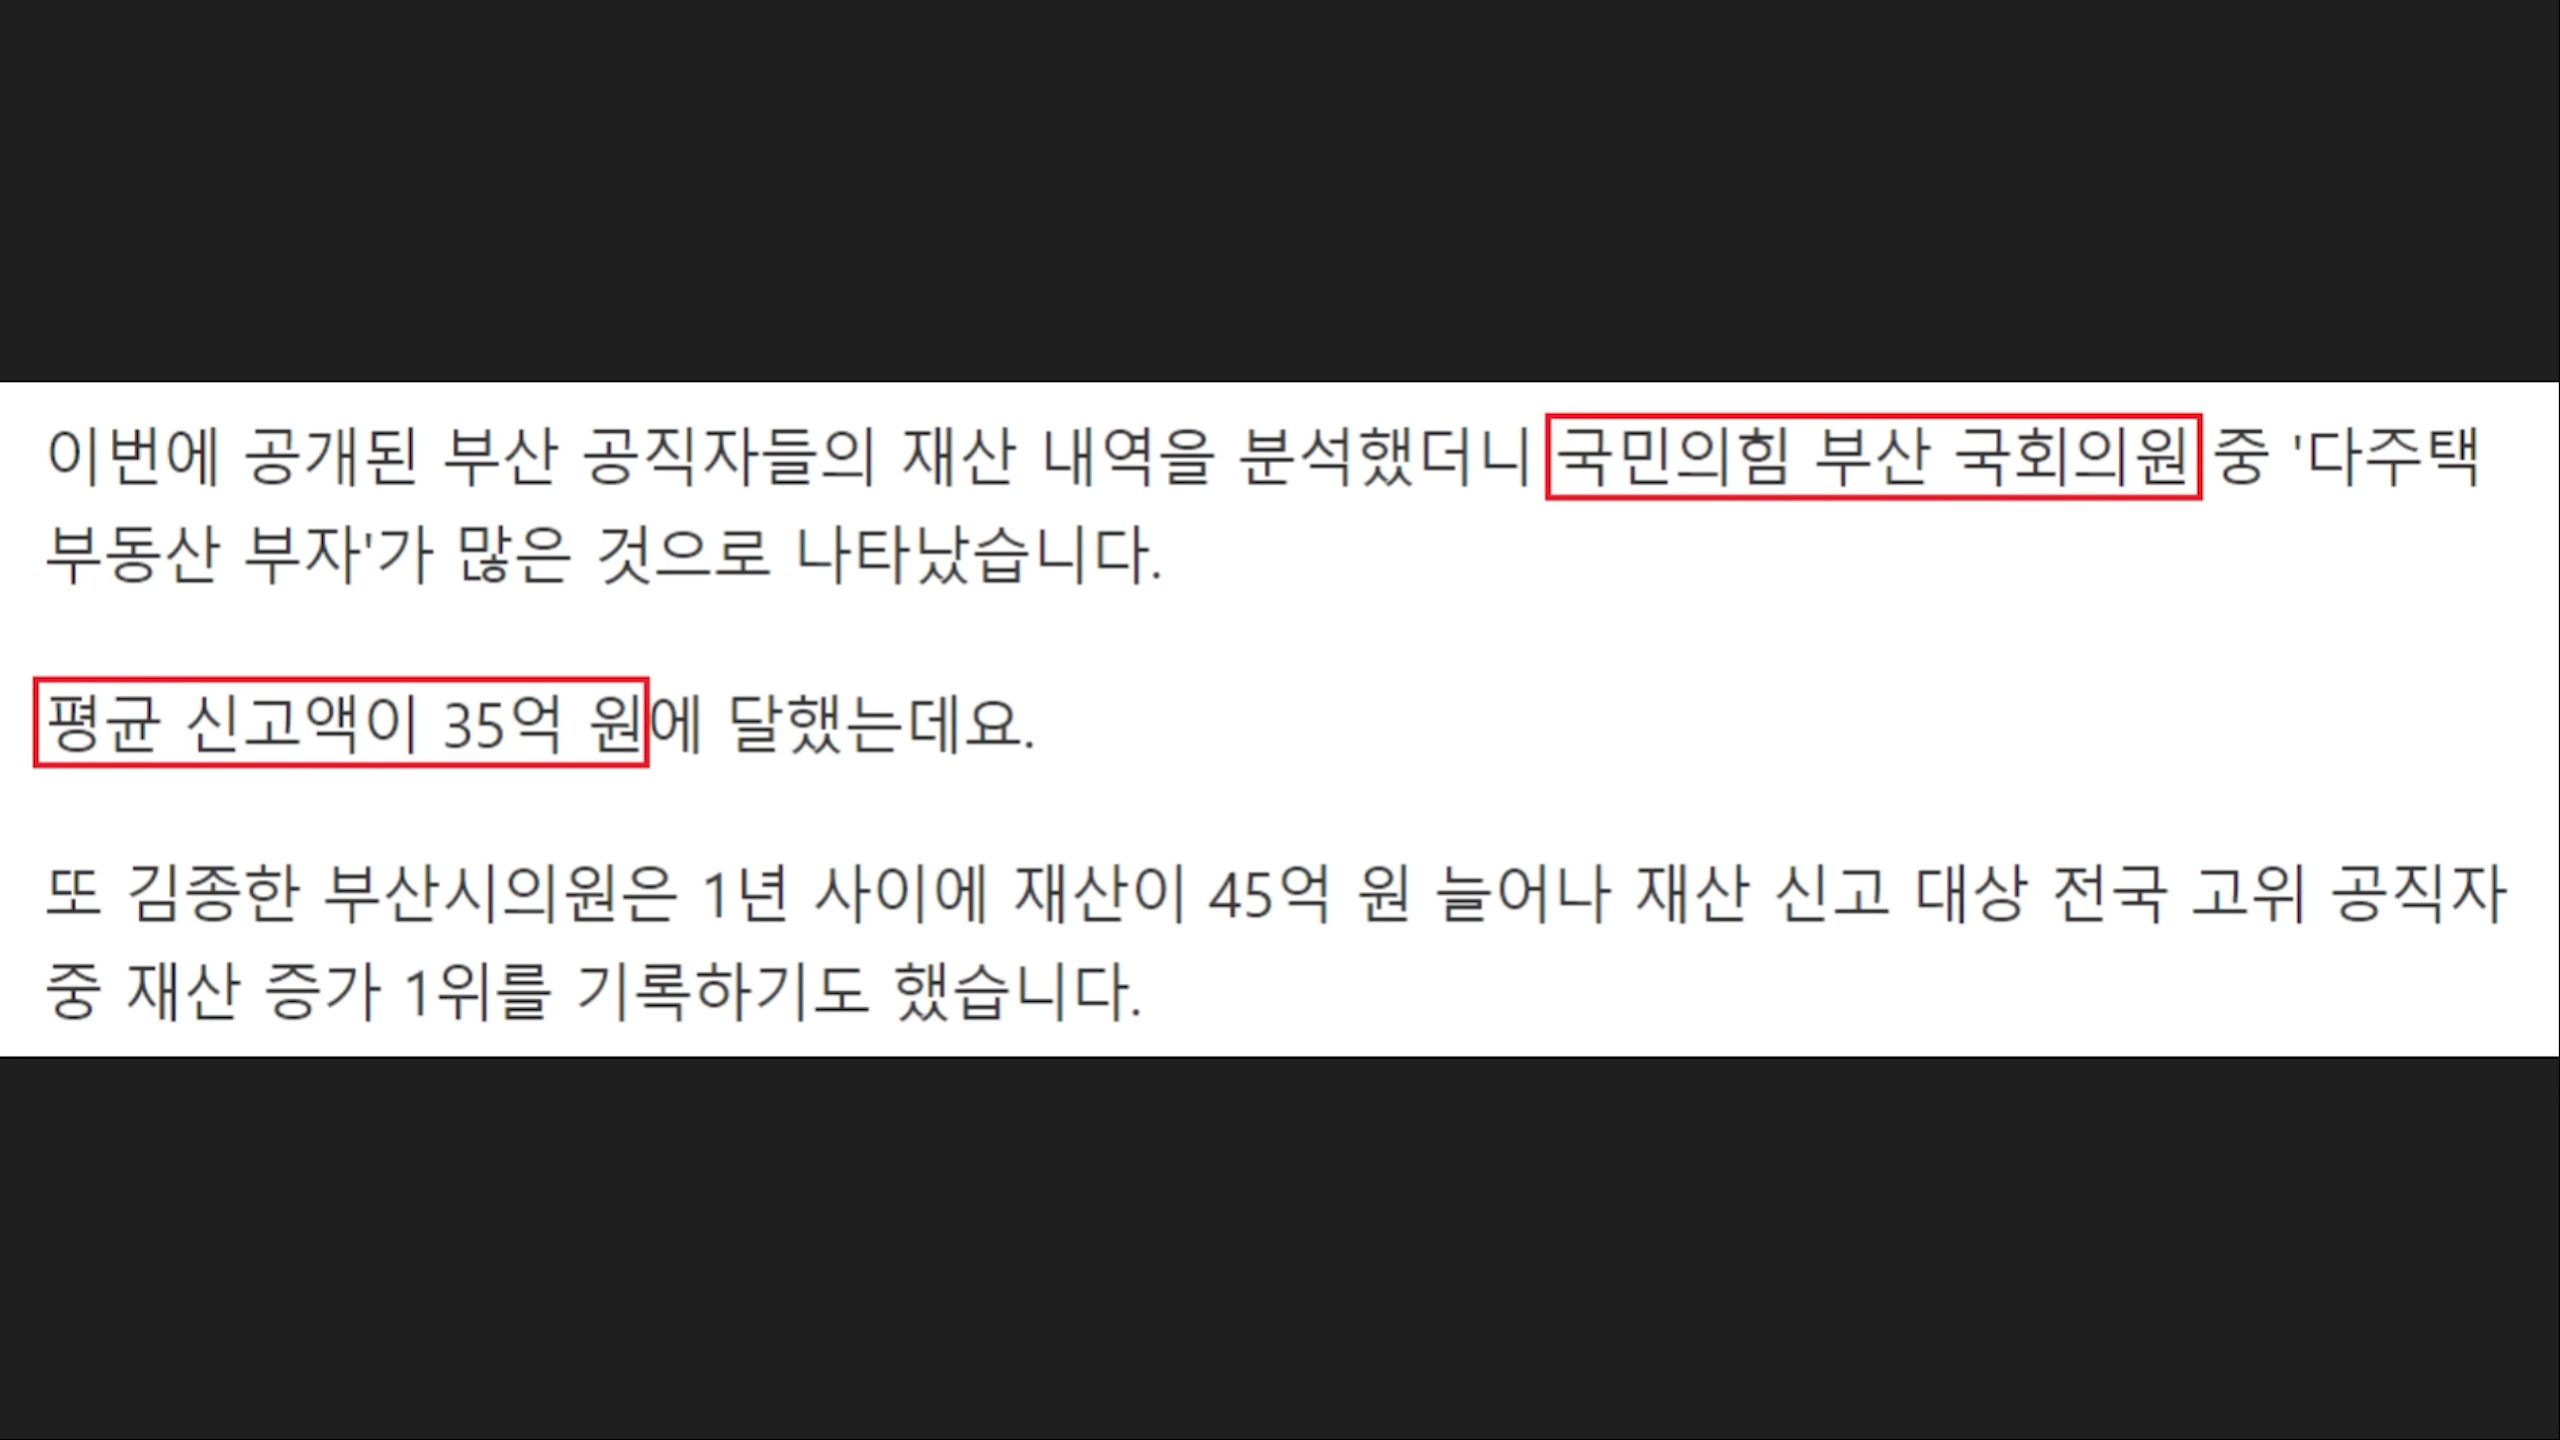 이번에 공개된 부산 공직자들의 재산 내역을 분석했더니 국민의힘 부산 국회의원 중 '다주택
부동산 부자'가 많은 것으로 나타났습니다.
평균 신고액이 35억 원에 달했는데요.
또 김종한 부산시의원은 1년 사이에 재산이 45억 원 늘어나 재산 신고 대상 전국 고위 공직자
중 재산 증가 1위를 기록하기도 했습니다.